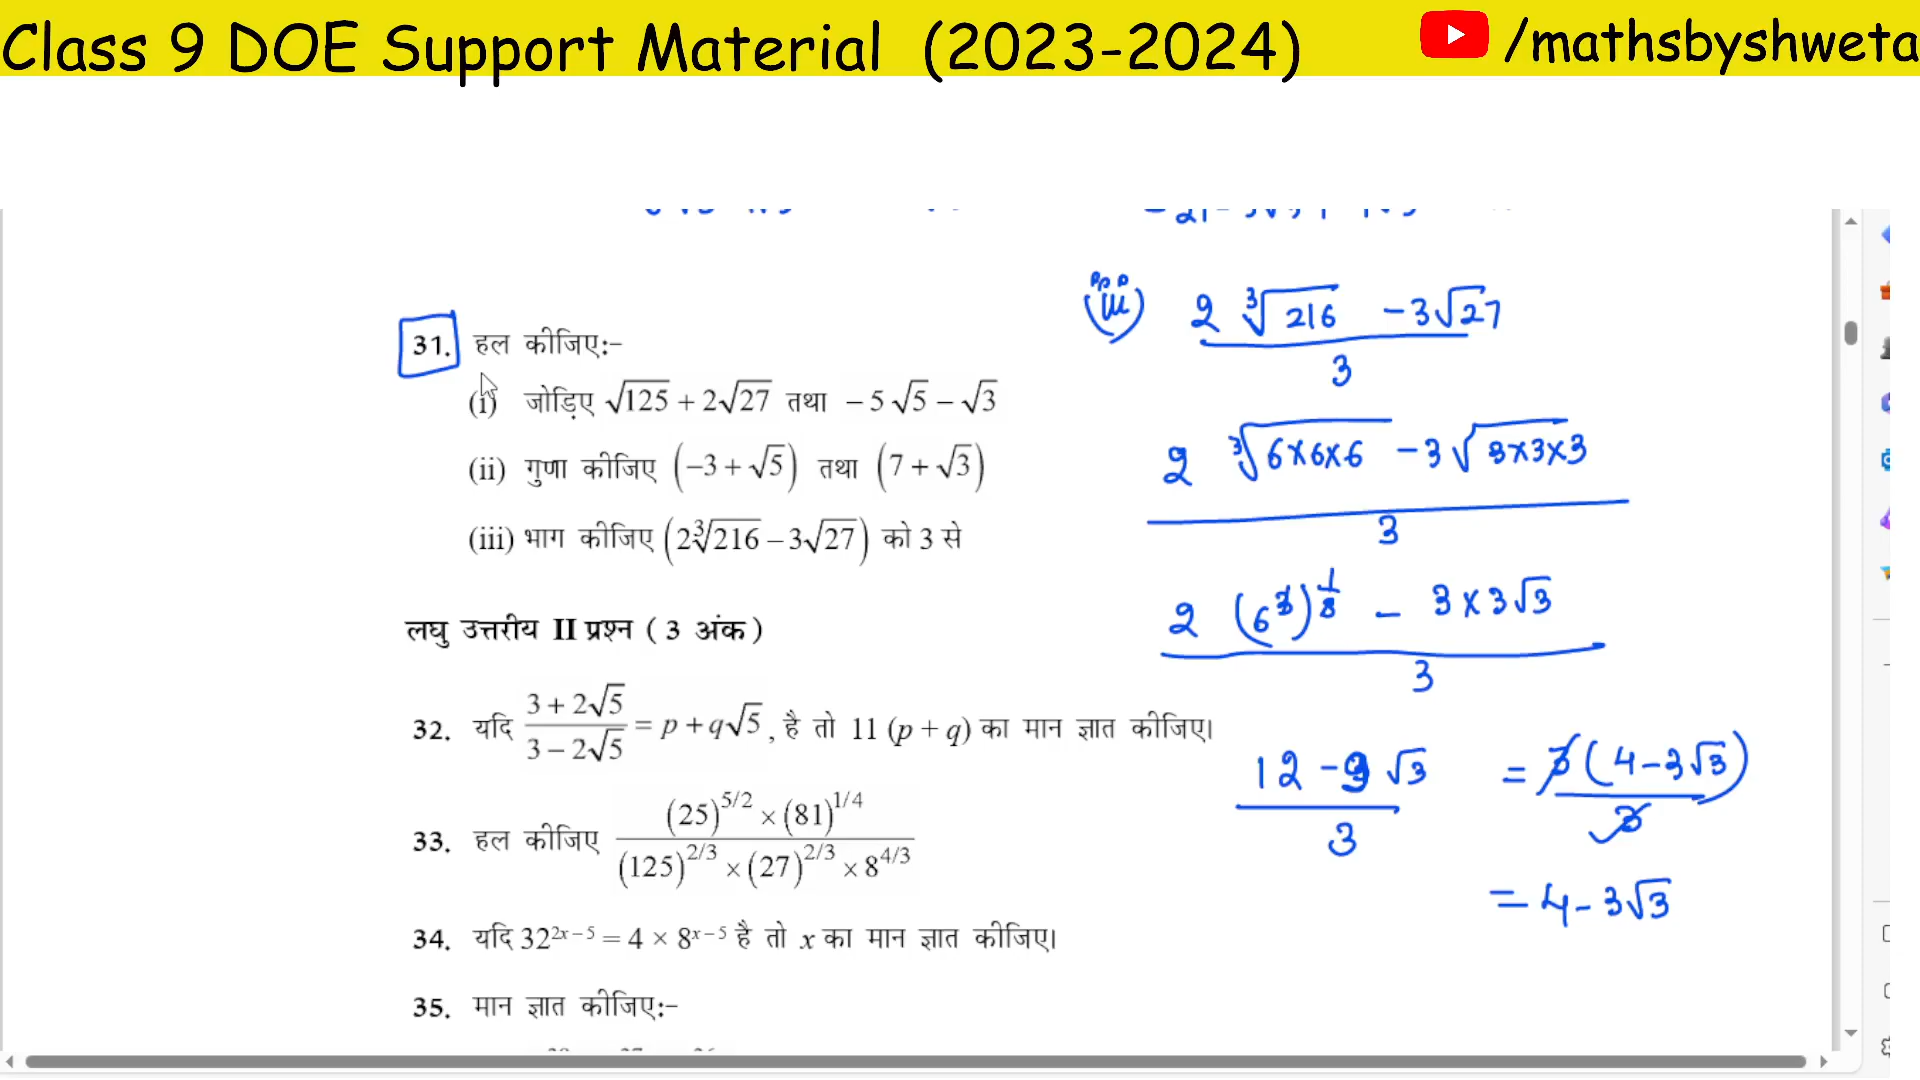 Class 9 DOE Support Material (2023-2024)
/mathsbyshweta
31. हल कीजिए:-
(i) जोड़िए √125 + 2√27 तथा − 5√5 − √3
(ii) गुणा कीजिए (−3 + √5) तथा (7 + √3)
(iii) भाग कीजिए (2∛216 − 3√27) को 3 से
लघु उत्तरीय II प्रश्न ( 3 अंक )
32. यदि (3 + 2√5)/(3 − 2√5) = p + q√5, है तो 11 (p + q) का मान ज्ञात कीजिए।
33. हल कीजिए ((25)^5/2 × (81)^1/4)/((125)^2/3 × (27)^2/3 × 8^4/3)
34. यदि 32^2x−5 = 4 × 8^x−5 है तो x का मान ज्ञात कीजिए।
35. मान ज्ञात कीजिए:-
(iii) (2 ∛216 − 3√27)/3
(2 ∛6×6×6 − 3√3×3×3)/3
(2 (6^3)^1/3 − 3×3√3)/3
(12 − 9√3)/3 = 3(4−3√3)/3
= 4−3√3